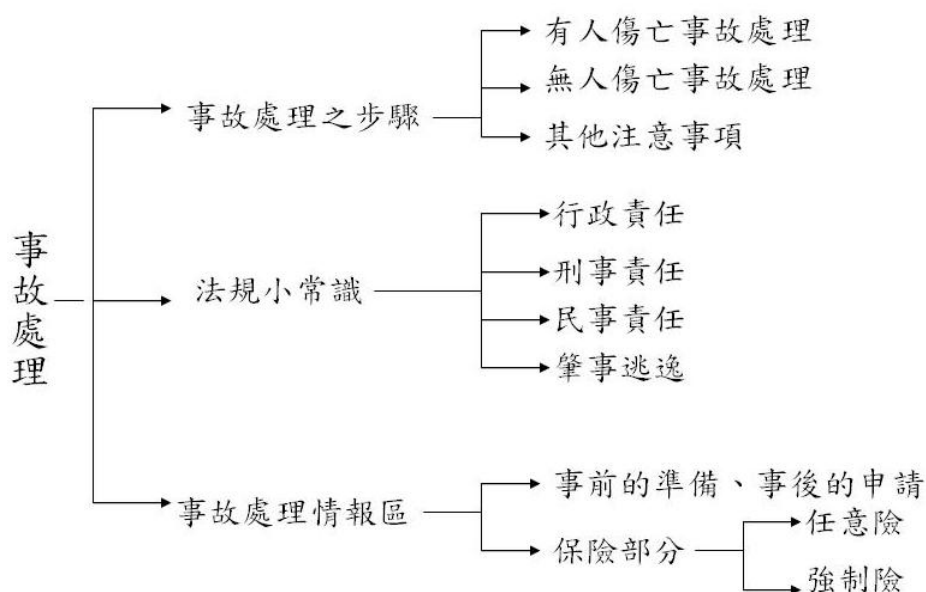 事故處理
事故處理之步驟
有人傷亡事故處理
無人傷亡事故處理
其他注意事項
法規小常識
行政責任
刑事責任
民事責任
肇事逃逸
事故處理情報區
事前的準備、事後的申請
保險部分
任意險
強制險